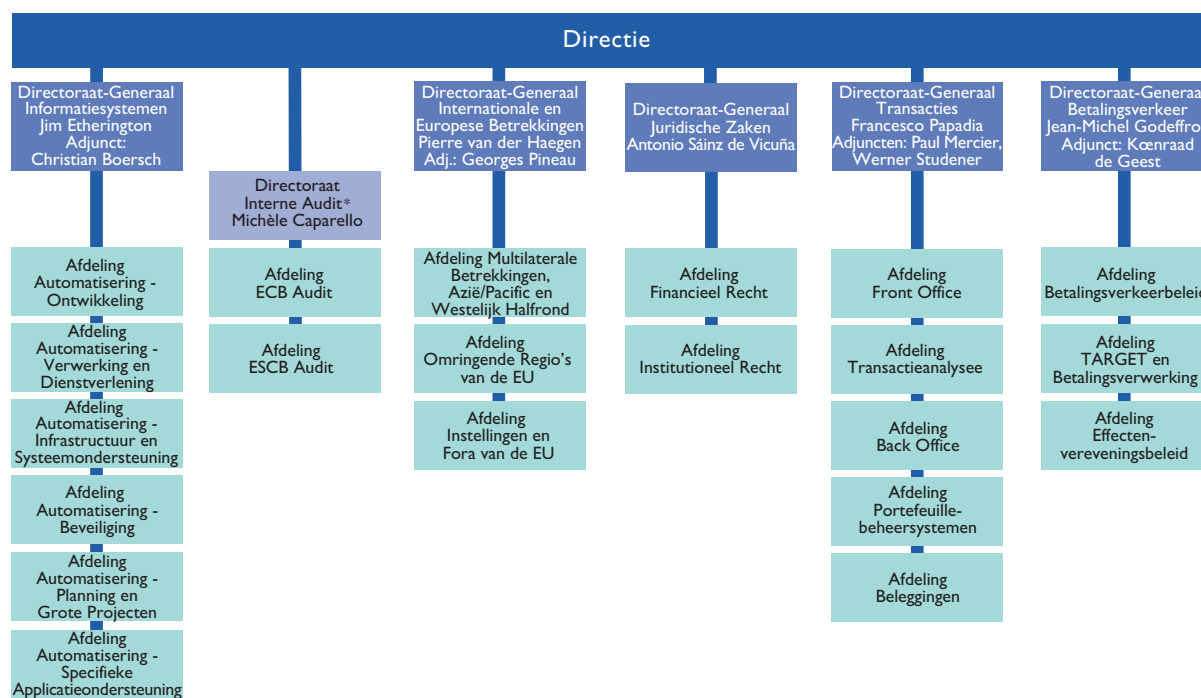 Directie
Directoraat-Generaal
Informatiesystemen
Jim Etherington
Adjunct:
Christian Boersch
Afdeling
Automatisering -
Ontwikkeling
Afdeling
Automatisering -
Verwerking en
Dienstverlening
Afdeling
Automatisering -
Infrastructuur en
Systeemondersteuning
Afdeling
Automatisering -
Beveiliging
Afdeling
Automatisering -
Planning en
Grote Projecten
Afdeling
Automatisering -
Specifieke
Applicatieondersteuning
Directoraat
Interne Audit*
Michèle Caparello
Afdeling
ECB Audit
Afdeling
ESCB Audit
Directoraat-Generaal
Internationale en
Europese Betrekkingen
Pierre van der Haegen
Adj.: Georges Pineau
Afdeling Multilaterale
Betrekkingen,
Azië/Pacific en
Westelijk Halfrond
Afdeling
Omringende Regio's
van de EU
Afdeling
Instellingen en
Fora van de EU
Directoraat-Generaal
Juridische Zaken
Antonio Sáinz de Vicuña
Afdeling
Financieel Recht
Afdeling
Institutioneel Recht
Directoraat-Generaal
Transacties
Francesco Papadia
Adjuncten: Paul Mercier,
Werner Studener
Afdeling
Front Office
Afdeling
Transactieanalysee
Afdeling
Back Office
Afdeling
Portefeuille-
beheersystemen
Afdeling
Beleggingen
Directoraat-Generaal
Betalingsverkeer
Jean-Michel Godeffroy
Adjunct: Kœnraad
de Geest
Afdeling
Betalingsverkeerbeleid
Afdeling
TARGET en
Betalingsverwerking
Afdeling
Effecten-
vereveningsbeleid